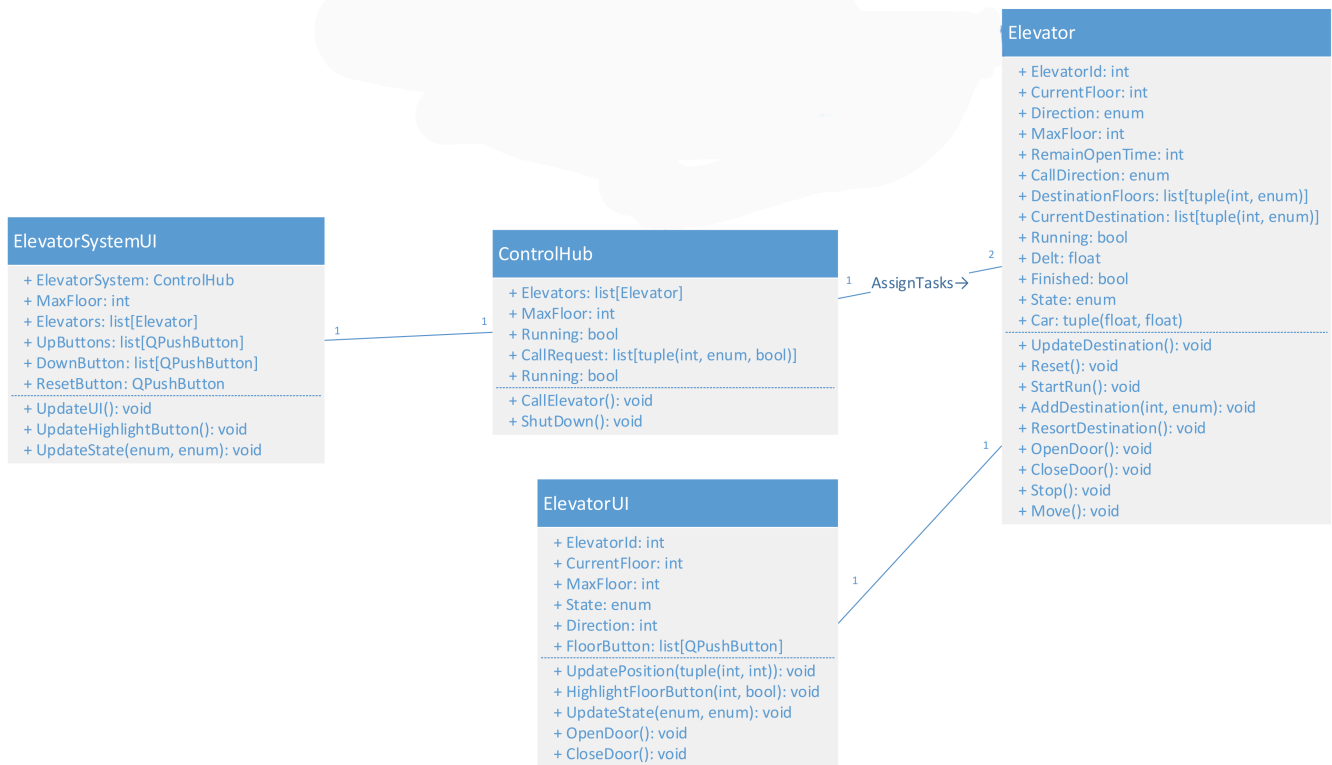 ElevatorSystemUI
+ ElevatorSystem: ControlHub
+ MaxFloor: int
+ Elevators: list[Elevator]
+ UpButtons: list[QPushButton]
+ DownButton: list[QPushButton]
+ ResetButton: QPushButton
+ UpdateUI(): void
+ UpdateHighlightButton(): void
+ UpdateState(enum, enum): void
1
1
ControlHub
+ Elevators: list[Elevator]
+ MaxFloor: int
+ Running: bool
+ CallRequest: list[tuple(int, enum, bool)]
+ Running: bool
+ CallElevator(): void
+ ShutDown(): void
1
AssignTasks→
2
Elevator
+ ElevatorId: int
+ CurrentFloor: int
+ Direction: enum
+ MaxFloor: int
+ RemainOpenTime: int
+ CallDirection: enum
+ DestinationFloors: list[tuple(int, enum)]
+ CurrentDestination: list[tuple(int, enum)]
+ Running: bool
+ Delt: float
+ Finished: bool
+ State: enum
+ Car: tuple(float, float)
+ UpdateDestination(): void
+ Reset(): void
+ StartRun(): void
+ AddDestination(int, enum): void
+ ResortDestination(): void
+ OpenDoor(): void
+ CloseDoor(): void
+ Stop(): void
+ Move(): void
1
1
ElevatorUI
+ ElevatorId: int
+ CurrentFloor: int
+ MaxFloor: int
+ State: enum
+ Direction: int
+ FloorButton: list[QPushButton]
+ UpdatePosition(tuple(int, int)): void
+ HighlightFloorButton(int, bool): void
+ UpdateState(enum, enum): void
+ OpenDoor(): void
+ CloseDoor(): void